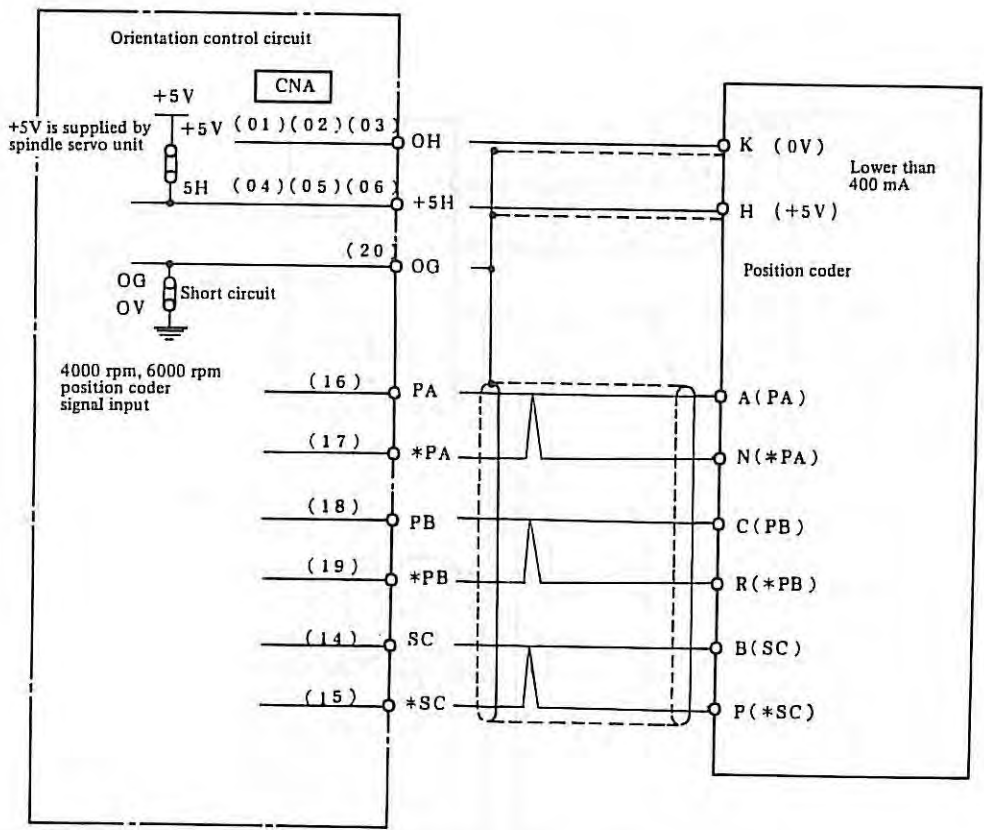 Orientation control circuit
CNA
+5V
+5V is supplied by
spindle servo unit
+5V (01)(02)(03) OH
5H (04)(05)(06) +5H
(20) OG
OG
OV
Short circuit
4000 rpm, 6000 rpm
position coder
signal input
(16) PA
(17) *PA
(18) PB
(19) *PB
(14) SC
(15) *SC
K (0V)
Lower than
400 mA
H (+5V)
Position coder
A(PA)
N(*PA)
C(PB)
R(*PB)
B(SC)
P(*SC)